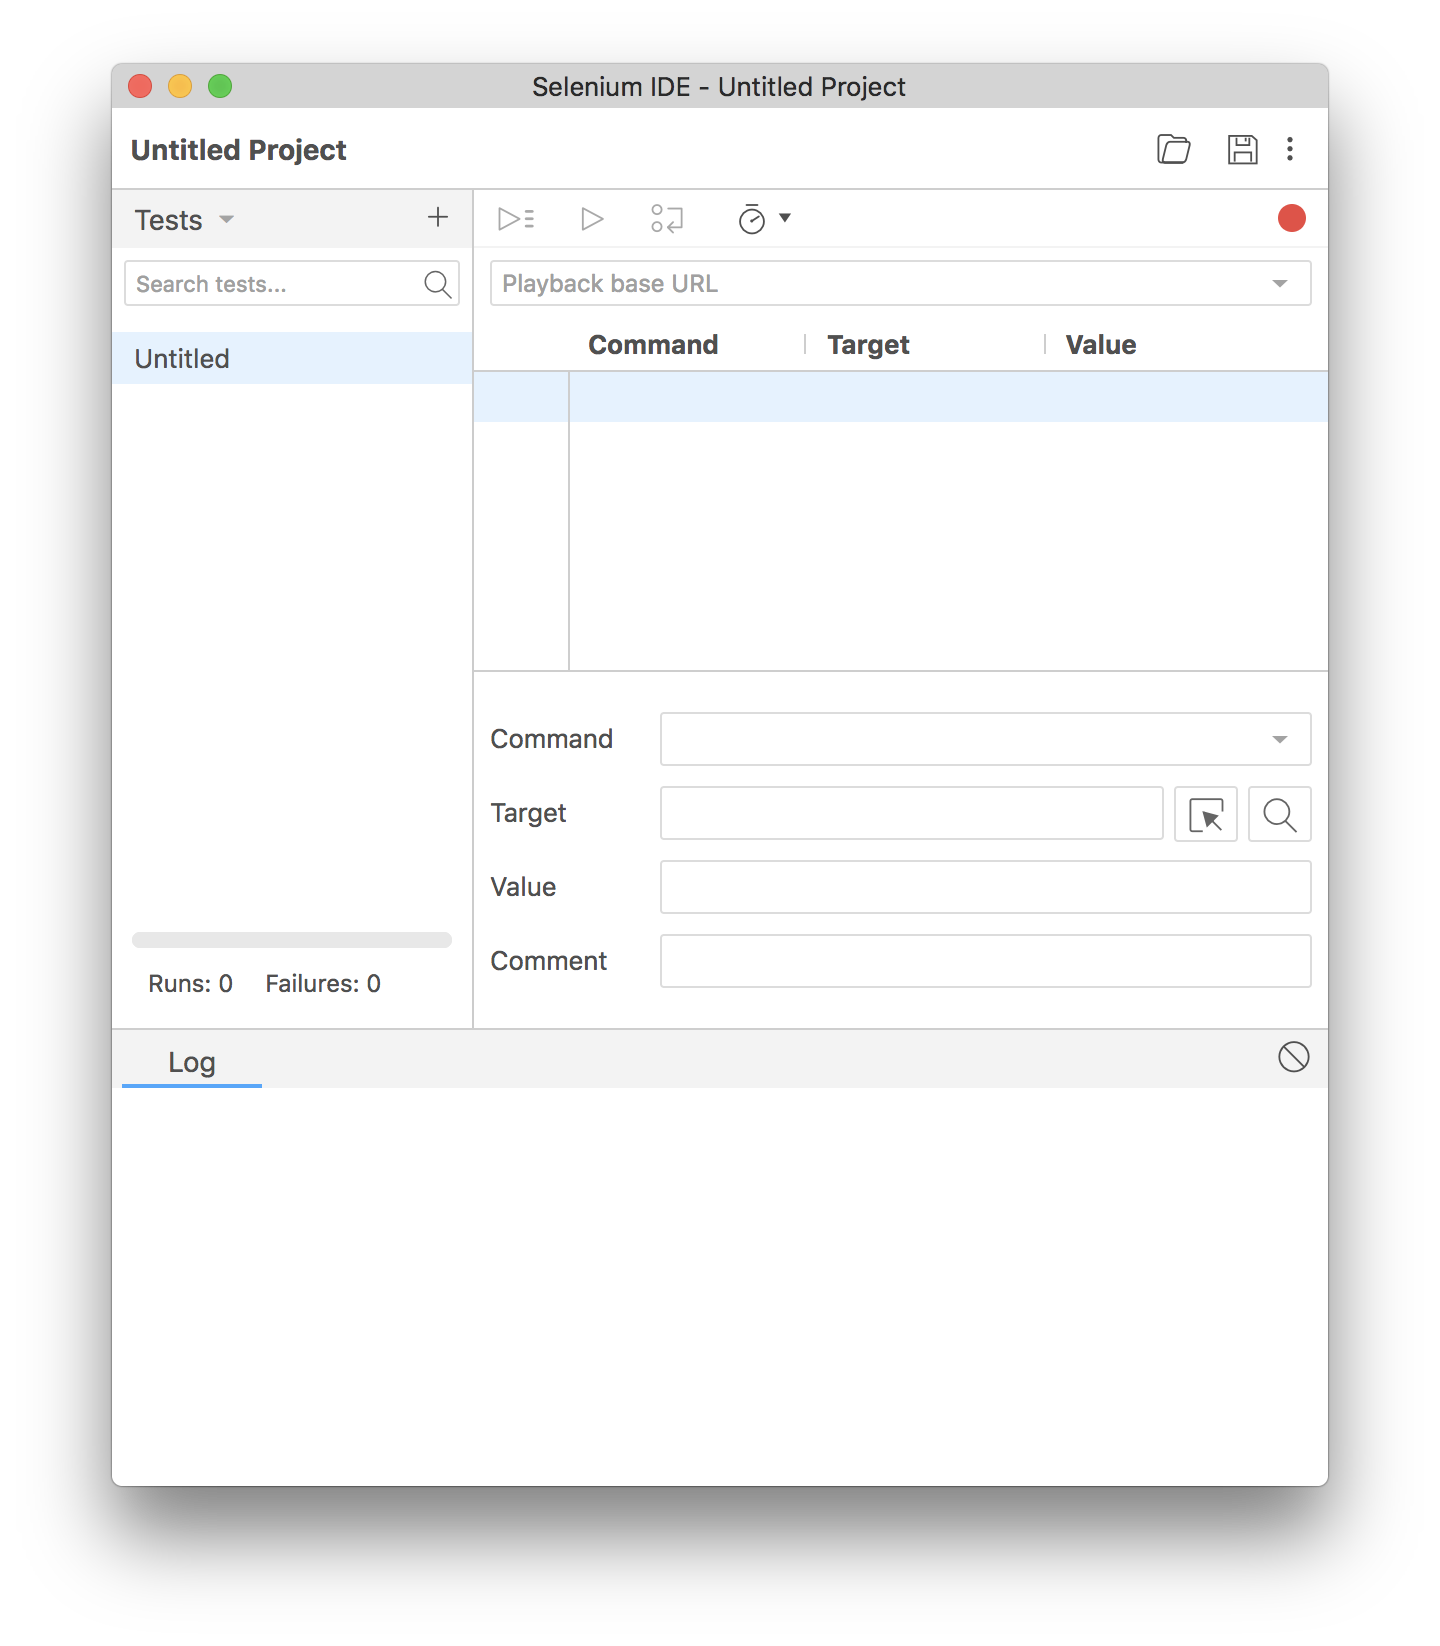 Selenium IDE - Untitled Project
Untitled Project
Tests
Search tests...
Playback base URL
Command Target Value
Untitled
Command
Target
Value
Comment
Runs: 0 Failures: 0
Log